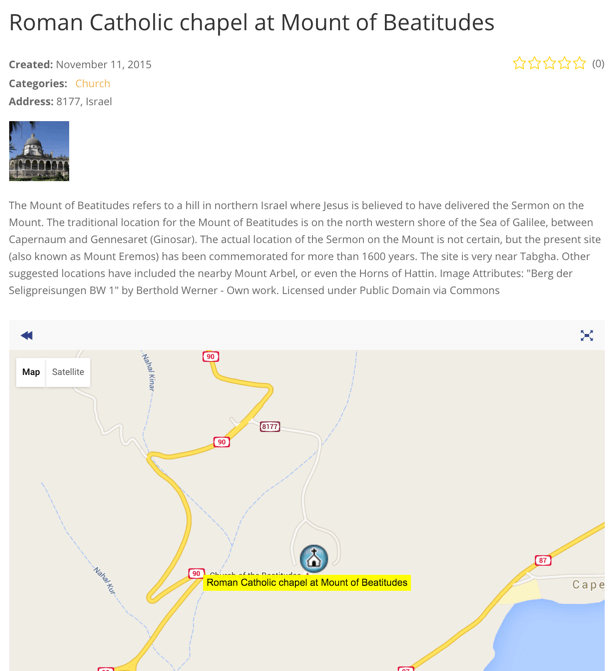 Roman Catholic chapel at Mount of Beatitudes
Created: November 11, 2015
(0)
Categories: Church
Address: 8177, Israel
The Mount of Beatitudes refers to a hill in northern Israel where Jesus is believed to have delivered the Sermon on the
Mount. The traditional location for the Mount of Beatitudes is on the north western shore of the Sea of Galilee, between
Capernaum and Gennesaret (Ginosar). The actual location of the Sermon on the Mount is not certain, but the present site
(also known as Mount Eremos) has been commemorated for more than 1600 years. The site is very near Tabgha. Other
suggested locations have included the nearby Mount Arbel, or even the Horns of Hattin. Image Attributes: "Berg der
Seligpreisungen BW 1" by Berthold Werner - Own work. Licensed under Public Domain via Commons
Map Satellite
Nahal Kinar
90
8177
90
87
Nahal Kur
90
Church of the Beatitudes
Roman Catholic chapel at Mount of Beatitudes
Cape